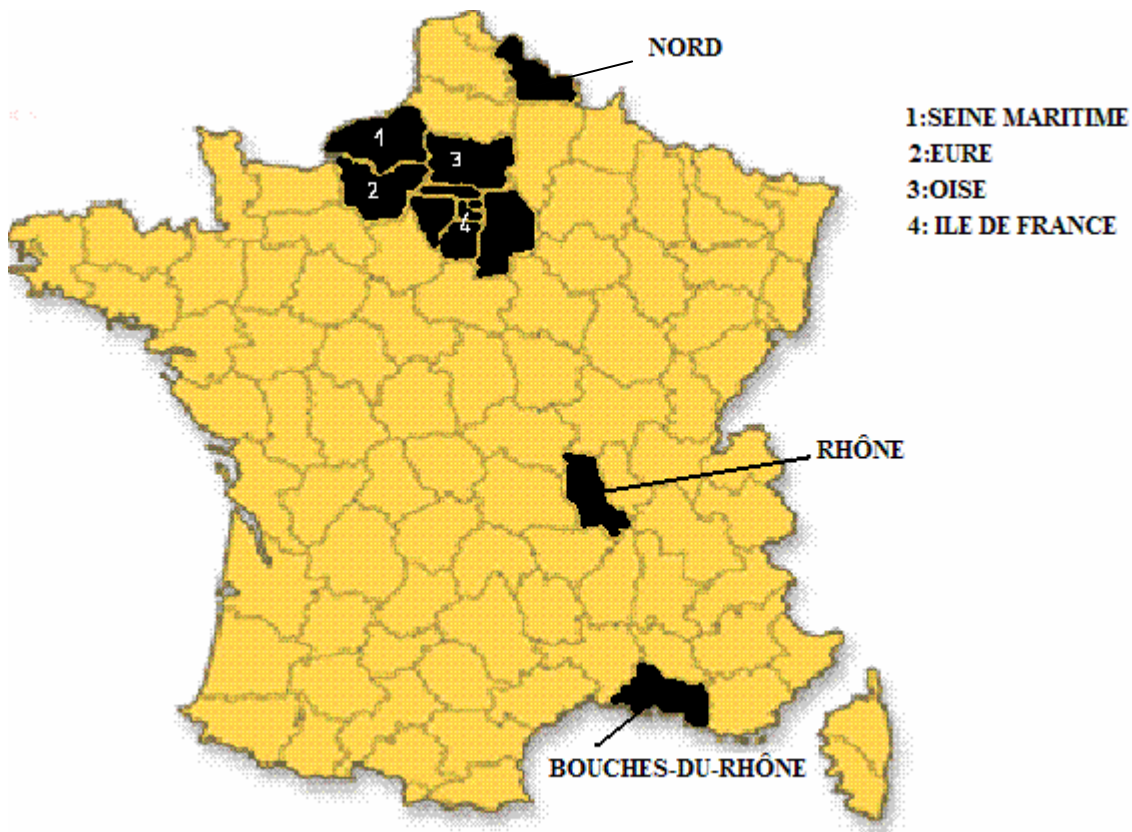 NORD
1:SEINE MARITIME
2:EURE
3:OISE
4: ILE DE FRANCE
1
3
2
4
RHÔNE
BOUCHES-DU-RHÔNE